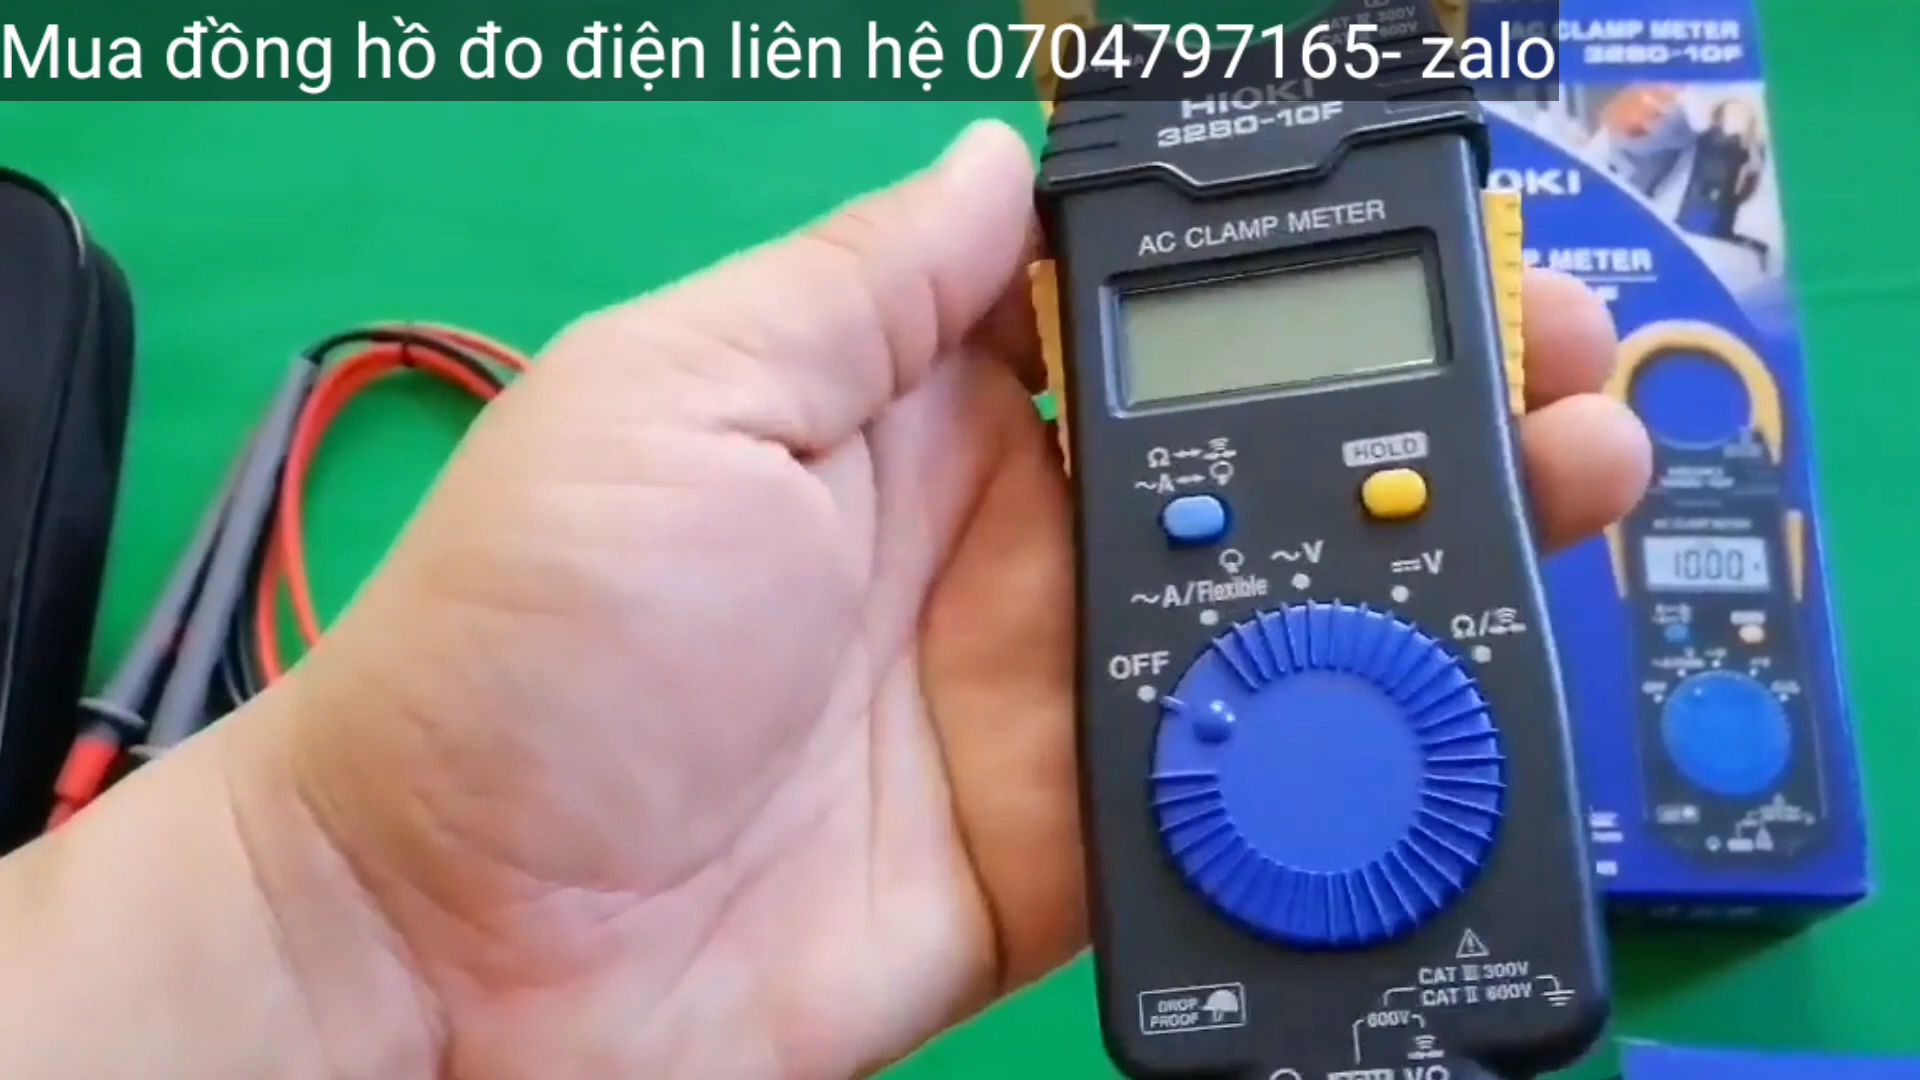 Mua đồng hồ đo điện liên hệ 0704797165- zalo
HIOKI
3280-10F
AC CLAMP METER
Ω↔
HOLD
~A↔
~V
⎓V
~A/Flexible
Ω/
OFF
CAT III 300V
CAT II 600V
DROP
PROOF
600V
CLAMP METER
3280-10F
OKI
METER
1000